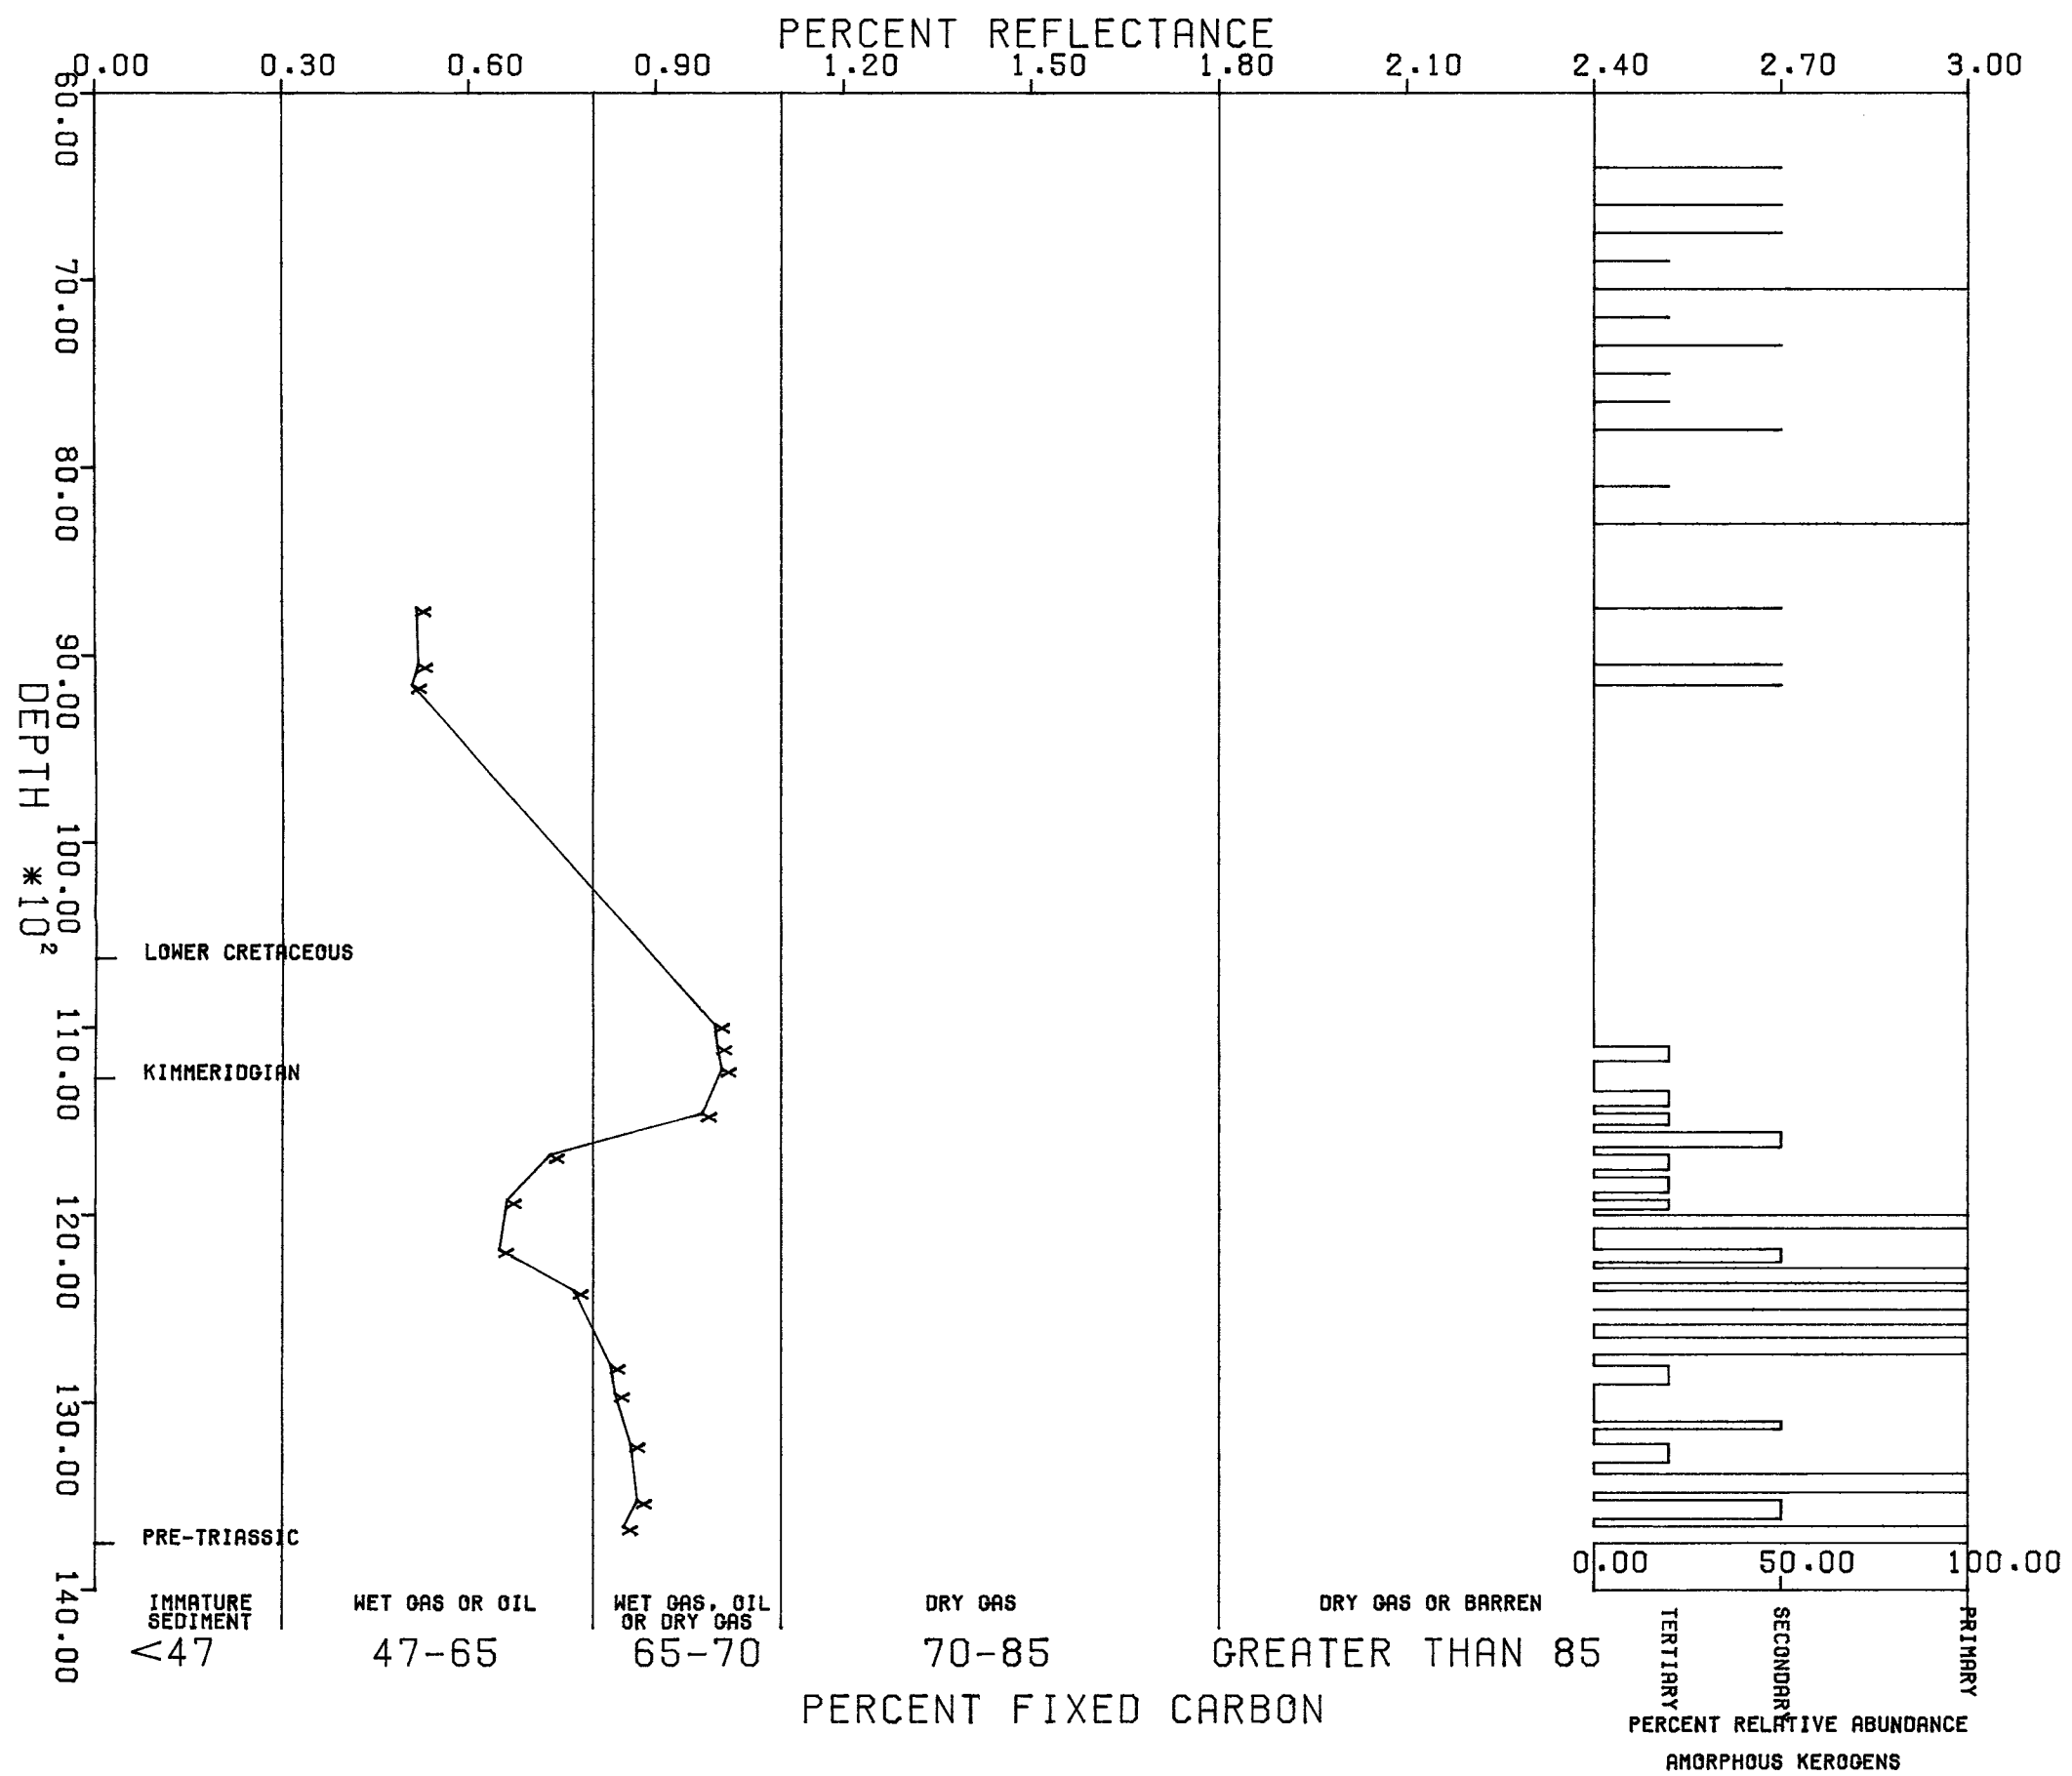 PERCENT REFLECTANCE
0.00 0.30 0.60 0.90 1.20 1.50 1.80 2.10 2.40 2.70 3.00
60.00
70.00
80.00
90.00
100.00
110.00
120.00
130.00
140.00
DEPTH *10²
LOWER CRETACEOUS
KIMMERIDGIAN
PRE-TRIASSIC
0.00 50.00 100.00
IMMATURE SEDIMENT
WET GAS OR OIL
WET GAS, OIL
OR DRY GAS
DRY GAS
DRY GAS OR BARREN
<47 47-65 65-70 70-85 GREATER THAN 85
PERCENT FIXED CARBON
TERTIARY
SECONDARY
PRIMARY
PERCENT RELATIVE ABUNDANCE
AMORPHOUS KEROGENS